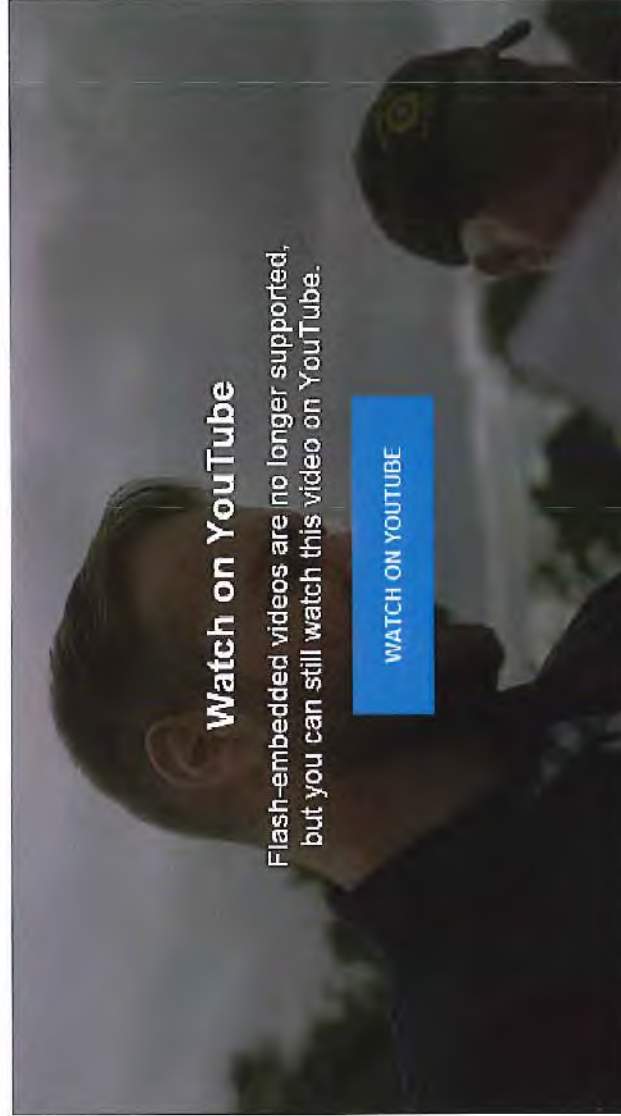 Watch on YouTube
Flash-embedded videos are no longer supported,
but you can still watch this video on YouTube.
WATCH ON YOUTUBE